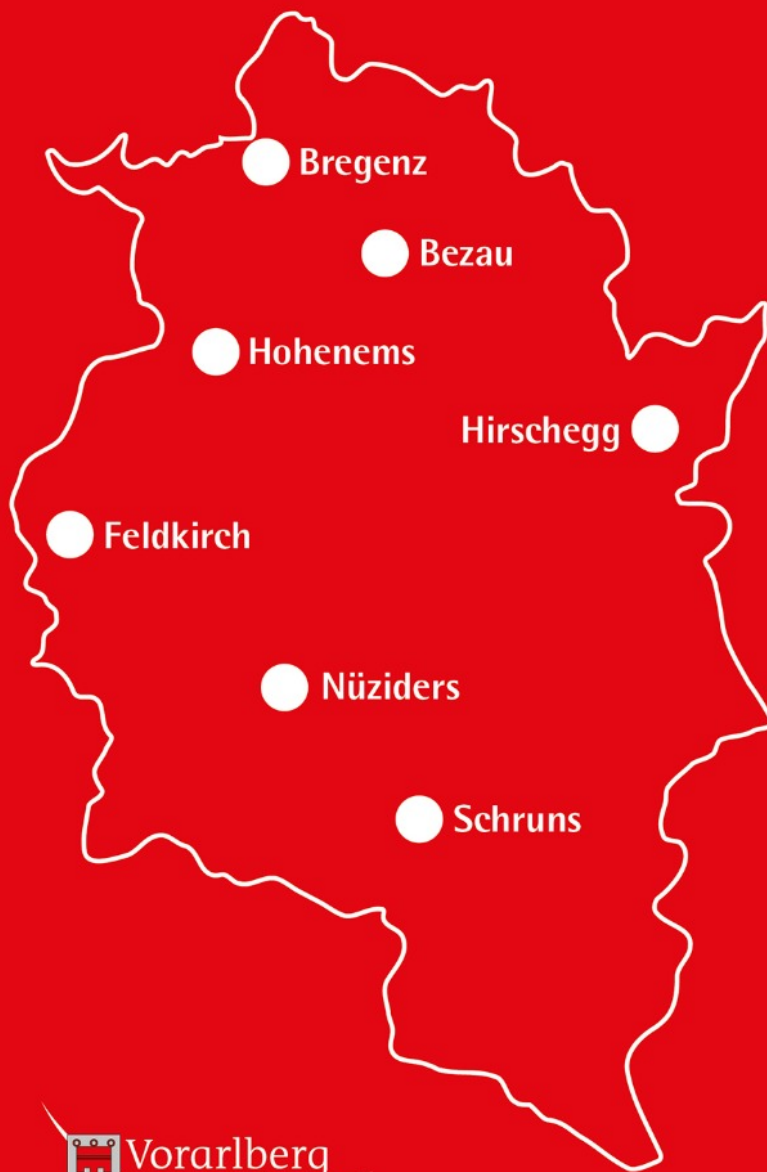 Bregenz
Bezau
Hohenems
Hirschegg
Feldkirch
Nüziders
Schruns
Vorarlberg